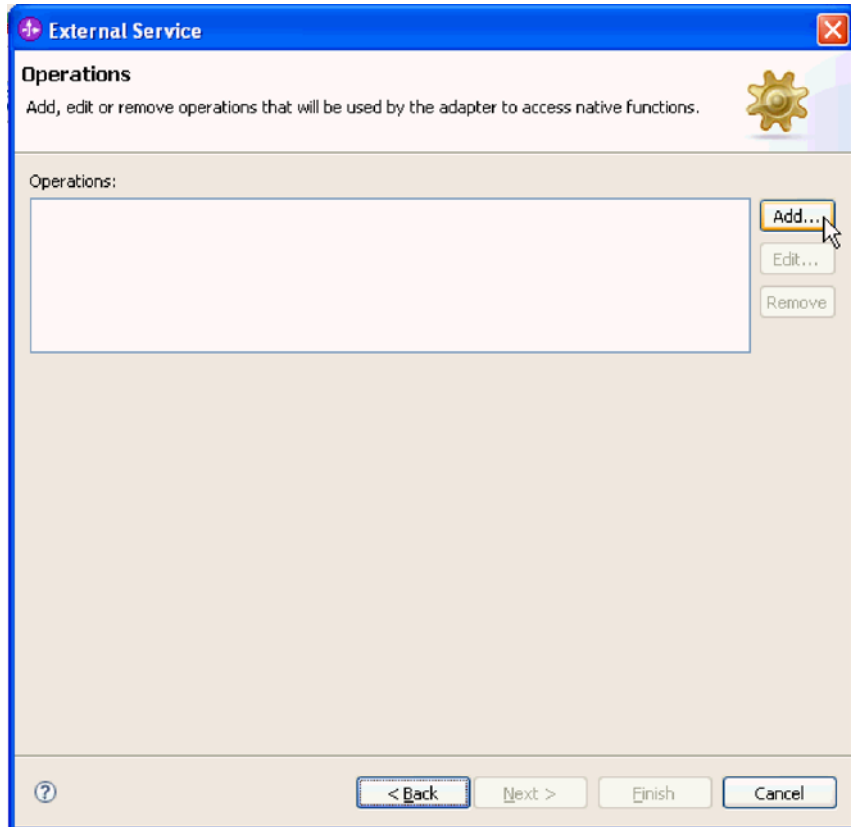 External Service
Operations
Add, edit or remove operations that will be used by the adapter to access native functions.
Operations:
Add...
Edit...
Remove
?
< Back
Next >
Finish
Cancel